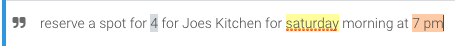 reserve a spot for 4 for Joes Kitchen for saturday morning at 7 pm